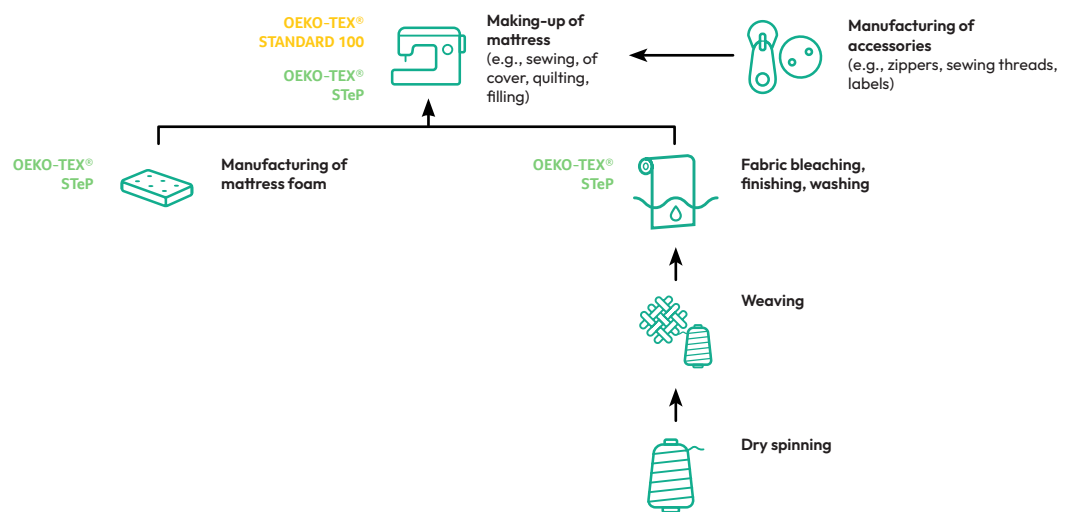 OEKO-TEX®
STANDARD 100
OEKO-TEX®
STeP
Making-up of
mattress
(e.g., sewing, of
cover, quilting,
filling)
Manufacturing of
accessories
(e.g., zippers, sewing threads,
labels)
OEKO-TEX®
STeP
Manufacturing of
mattress foam
OEKO-TEX®
STeP
Fabric bleaching,
finishing, washing
Weaving
Dry spinning